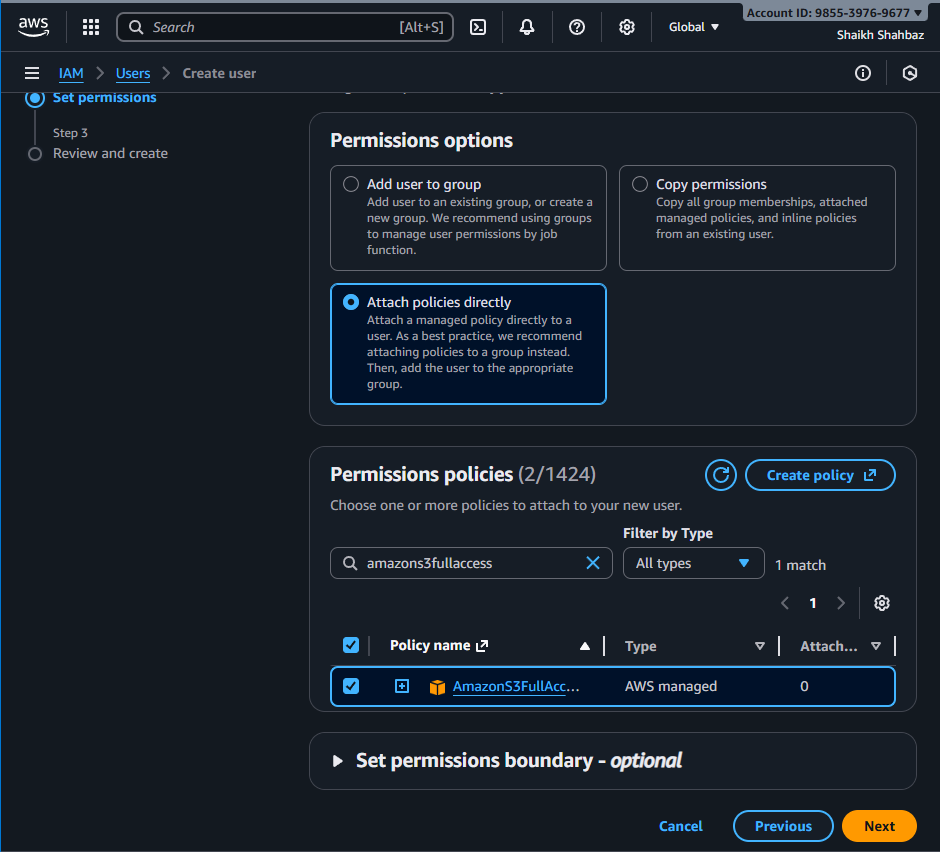 Account ID: 9855-3976-9677
aws
Search
[Alt+S]
Global
Shaikh Shahbaz
IAM
Users
Create user
Set permissions
Step 3
Review and create
Permissions options
Add user to group
Add user to an existing group, or create a
new group. We recommend using groups
to manage user permissions by job
function.
Copy permissions
Copy all group memberships, attached
managed policies, and inline policies
from an existing user.
Attach policies directly
Attach a managed policy directly to a
user. As a best practice, we recommend
attaching policies to a group instead.
Then, add the user to the appropriate
group.
Permissions policies (2/1424)
Create policy
Choose one or more policies to attach to your new user.
Filter by Type
amazons3fullaccess
All types
1 match
1
Policy name
Type
Attach...
AmazonS3FullAcc...
AWS managed
0
Set permissions boundary - optional
Cancel
Previous
Next